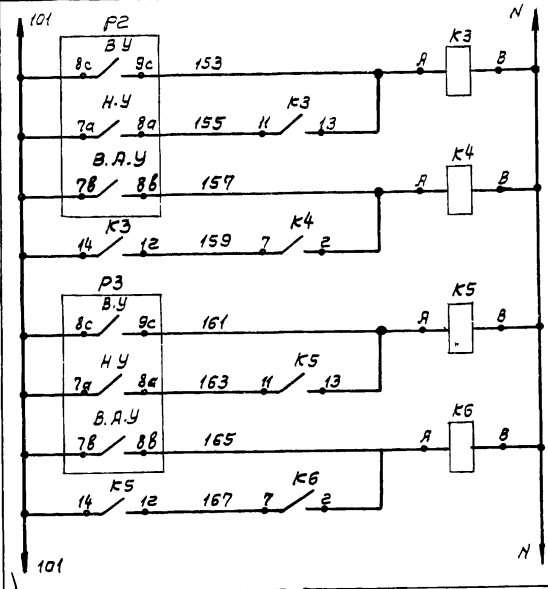 101 N
P2
ВУ
8с 9с 153 К3 А В
Н.У
7а 8а 155 11 К3 13
В.А.У
7в 8в 157 К4 А В
К3 К4
14 12 159 7 2
P3
В.У
8с 9с 161 К5 А В
НУ
7а 8а 163 11 К5 13
В.А.У
7в 8в 165 К6 А В
К5 К6
14 12 167 7 2
101 N